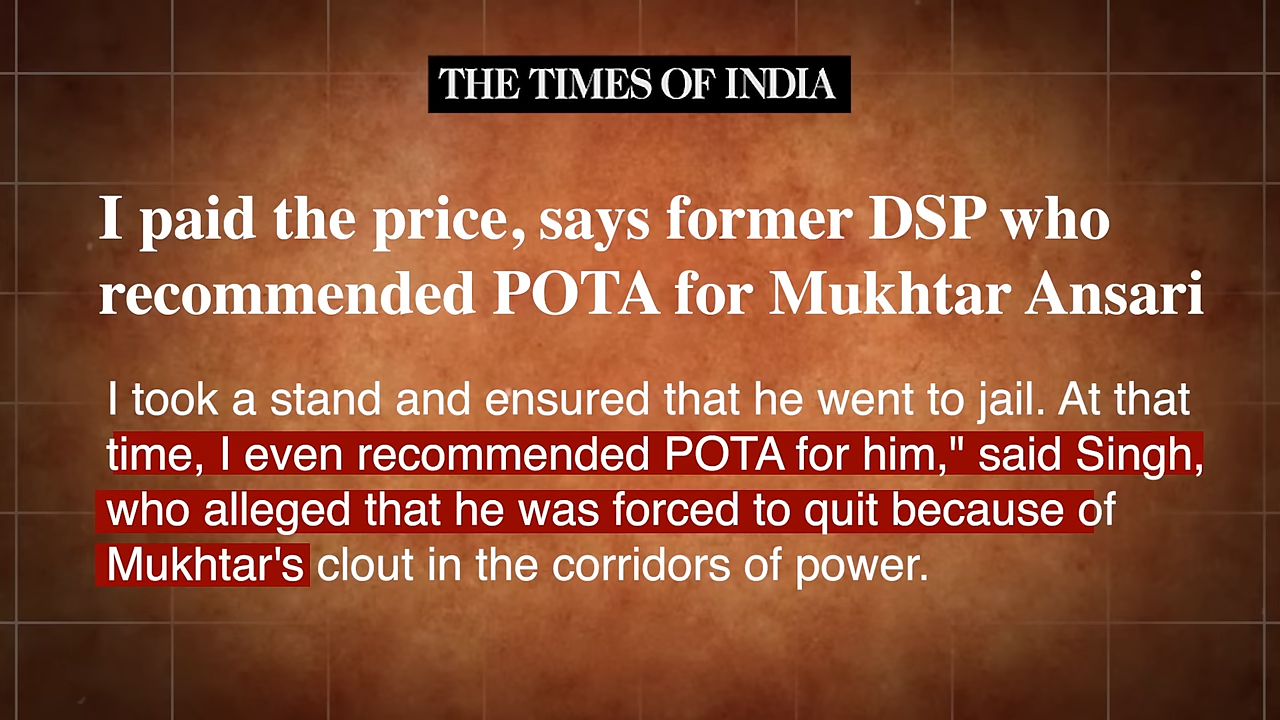 THE TIMES OF INDIA
I paid the price, says former DSP who
recommended POTA for Mukhtar Ansari
I took a stand and ensured that he went to jail. At that
time, I even recommended POTA for him," said Singh,
who alleged that he was forced to quit because of
Mukhtar's clout in the corridors of power.